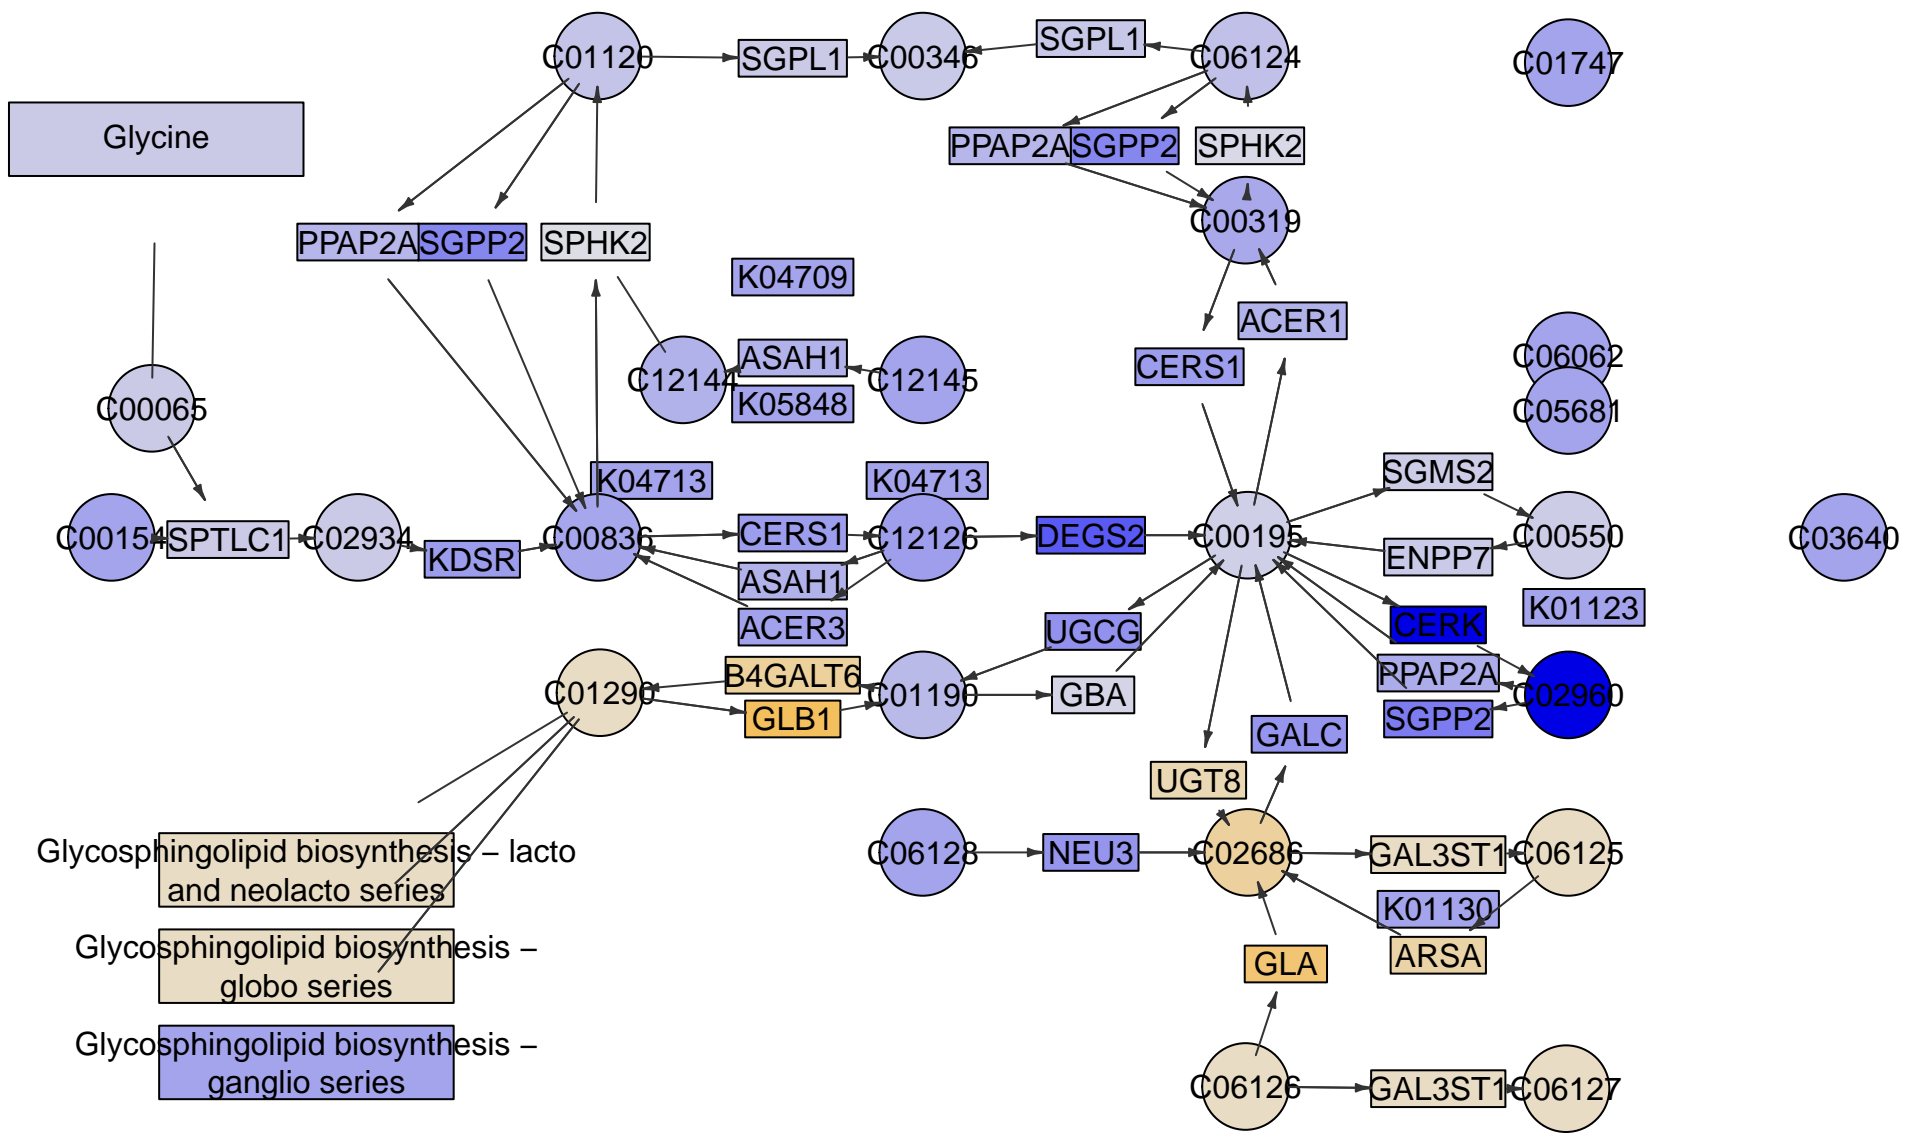 C01120
SGPL1
C00346
SGPL1
C06124
C01747
Glycine
PPAP2A
SGPP2
SPHK2
C00319
PPAP2A
SGPP2
SPHK2
K04709
ACER1
C12144
ASAH1
C12145
K05848
CERS1
C06062
C05681
C00065
K04713
K04713
SGMS2
C00154
SPTLC1
C02934
KDSR
C00836
CERS1
C12126
DEGS2
C00195
C00550
C03640
ENPP7
ASAH1
ACER3
UGCG
CERK
K01123
B4GALT6
PPAP2A
C01290
C01190
GBA
C02960
GLB1
SGPP2
GALC
UGT8
Glycosphingolipid biosynthesis – lacto
and neolacto series
C06128
NEU3
C02686
GAL3ST1
C06125
K01130
Glycosphingolipid biosynthesis –
globo series
GLA
ARSA
Glycosphingolipid biosynthesis –
ganglio series
C06126
GAL3ST1
C06127